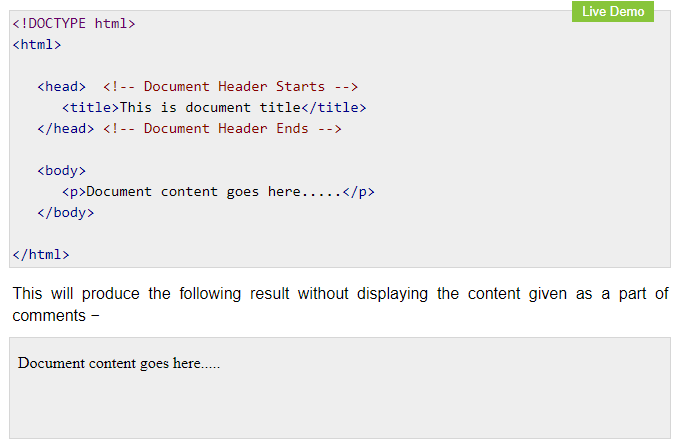 Live Demo
<!DOCTYPE html>
<html>
<head> <!-- Document Header Starts -->
<title>This is document title</title>
</head> <!-- Document Header Ends -->
<body>
<p>Document content goes here.....</p>
</body>
</html>
This will produce the following result without displaying the content given as a part of
comments –
Document content goes here.....